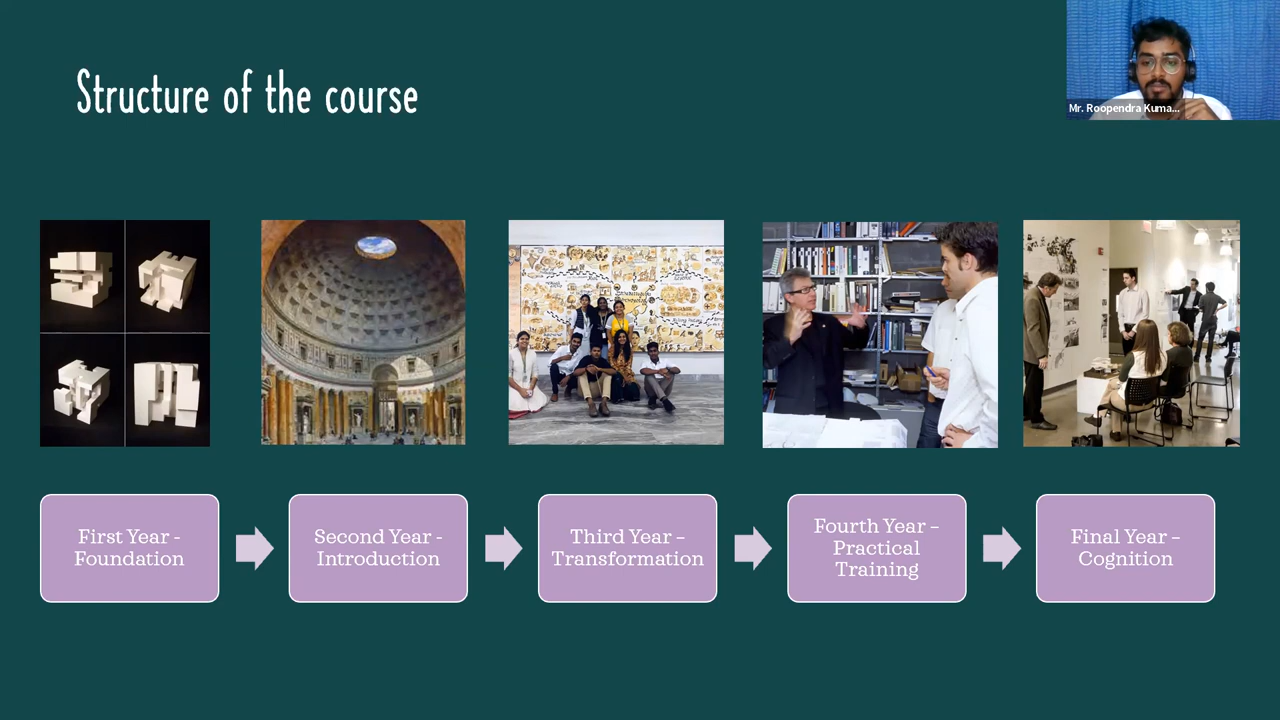 Structure of the course
Mr. Roopendra Kuma...
First Year -
Foundation
Second Year -
Introduction
Third Year –
Transformation
Fourth Year –
Practical
Training
Final Year –
Cognition